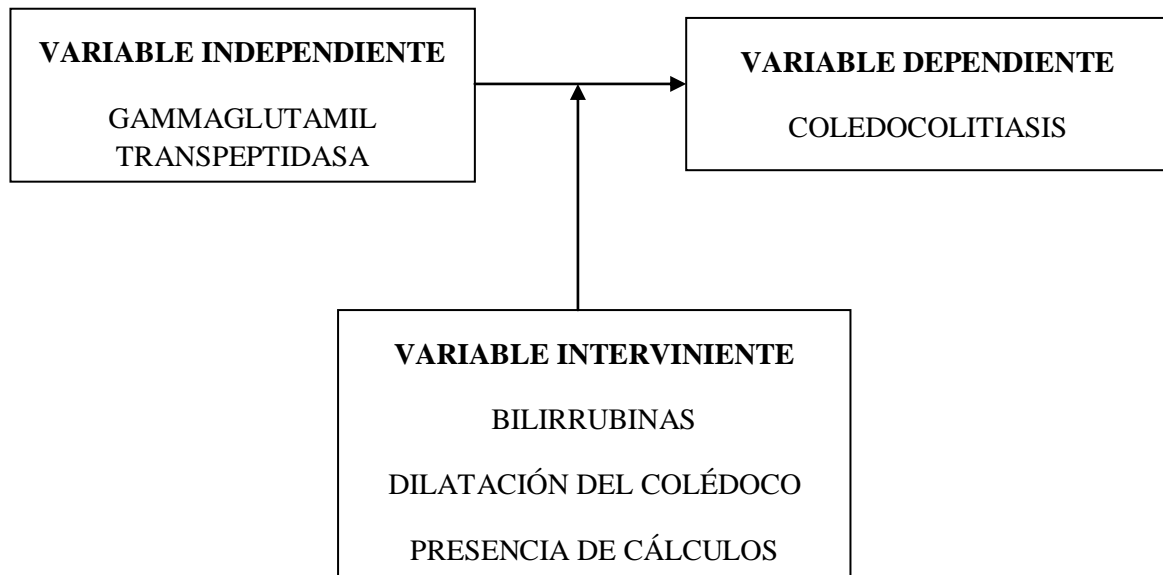 VARIABLE INDEPENDIENTE
GAMMAGLUTAMIL
TRANSPEPTIDASA
VARIABLE DEPENDIENTE
COLEDOCOLITIASIS
VARIABLE INTERVINIENTE
BILIRRUBINAS
DILATACIÓN DEL COLÉDOCO
PRESENCIA DE CÁLCULOS